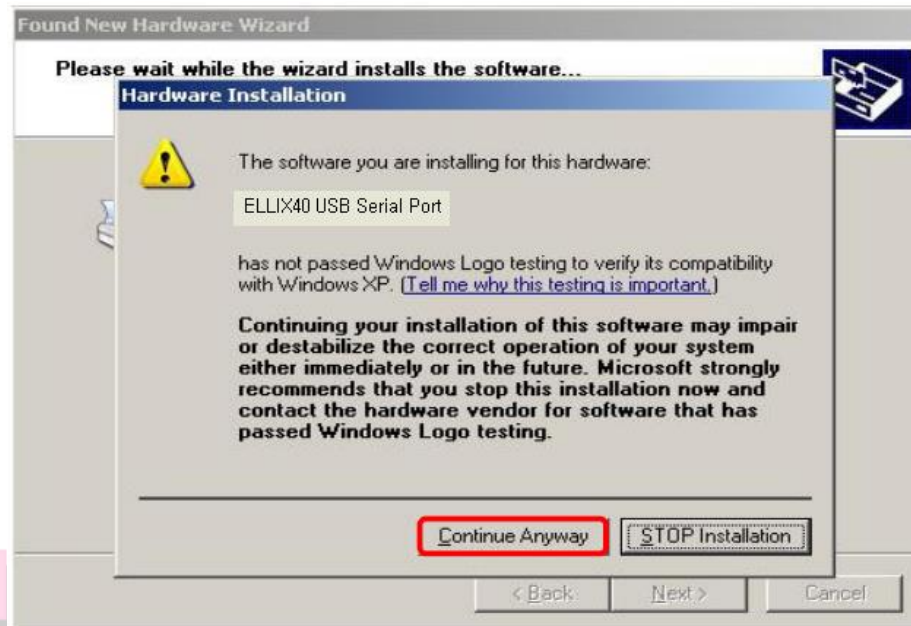 Found New Hardware Wizard
Please wait while the wizard installs the software...
Hardware Installation
The software you are installing for this hardware:
ELLIX40 USB Serial Port
has not passed Windows Logo testing to verify its compatibility
with Windows XP. (Tell me why this testing is important.)
Continuing your installation of this software may impair
or destabilize the correct operation of your system
either immediately or in the future. Microsoft strongly
recommends that you stop this installation now and
contact the hardware vendor for software that has
passed Windows Logo testing.
Continue Anyway
STOP Installation
< Back
Next >
Cancel